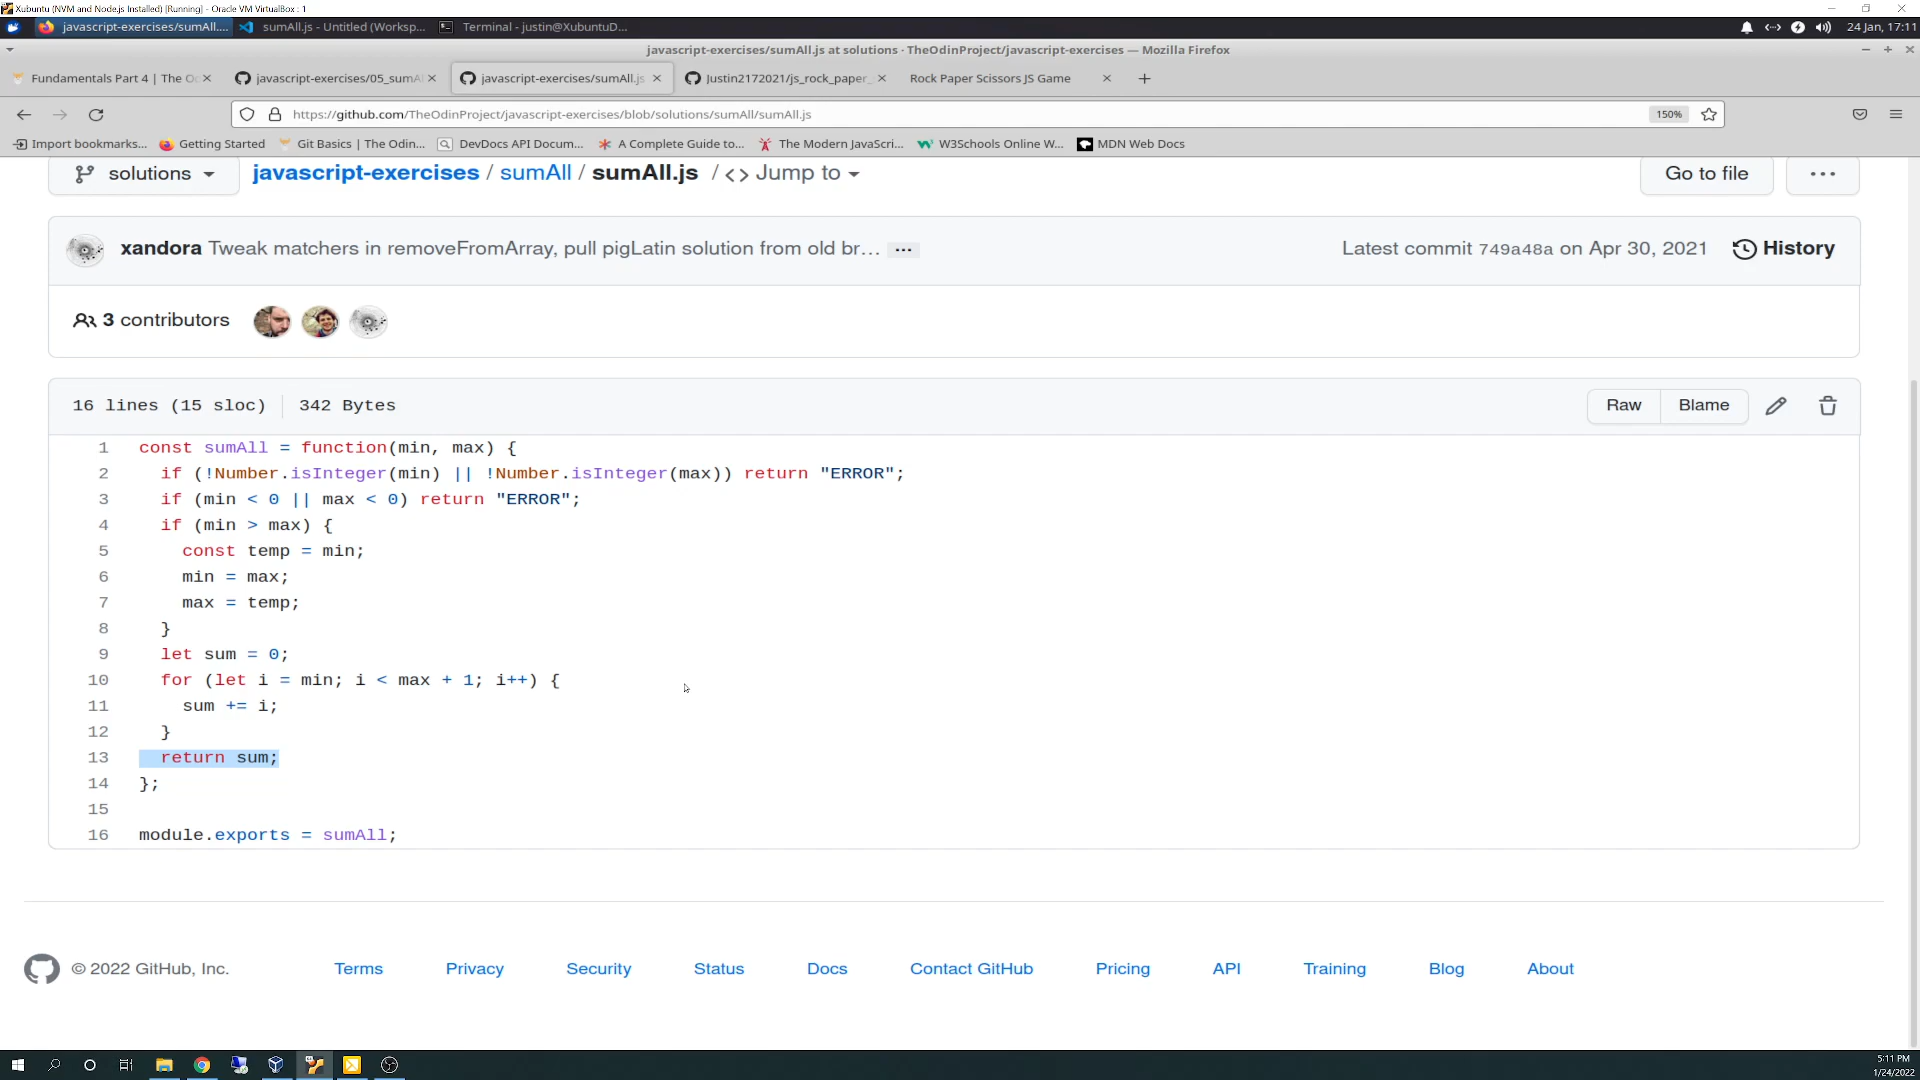 Xubuntu (NVM and Node.js Installed) [Running] - Oracle VM VirtualBox : 1
javascript-exercises/sumAll.... sumAll.js - Untitled (Worksp... Terminal - justin@XubuntuD... 24 Jan, 17:11
javascript-exercises/sumAll.js at solutions · TheOdinProject/javascript-exercises — Mozilla Firefox
Fundamentals Part 4 | The O javascript-exercises/05_sumA javascript-exercises/sumAll.js Justin2172021/js_rock_paper_ Rock Paper Scissors JS Game
https://github.com/TheOdinProject/javascript-exercises/blob/solutions/sumAll/sumAll.js 150%
Import bookmarks... Getting Started Git Basics | The Odin... DevDocs API Docum... A Complete Guide to... The Modern JavaScri... W3Schools Online W... MDN Web Docs
solutions javascript-exercises / sumAll / sumAll.js / <> Jump to Go to file ...
xandora Tweak matchers in removeFromArray, pull pigLatin solution from old br... ... Latest commit 749a48a on Apr 30, 2021 History
3 contributors
16 lines (15 sloc) 342 Bytes Raw Blame
1 const sumAll = function(min, max) {
2 if (!Number.isInteger(min) || !Number.isInteger(max)) return "ERROR";
3 if (min < 0 || max < 0) return "ERROR";
4 if (min > max) {
5 const temp = min;
6 min = max;
7 max = temp;
8 }
9 let sum = 0;
10 for (let i = min; i < max + 1; i++) {
11 sum += i;
12 }
13 return sum;
14 };
15
16 module.exports = sumAll;
© 2022 GitHub, Inc. Terms Privacy Security Status Docs Contact GitHub Pricing API Training Blog About
5:11 PM
1/24/2022